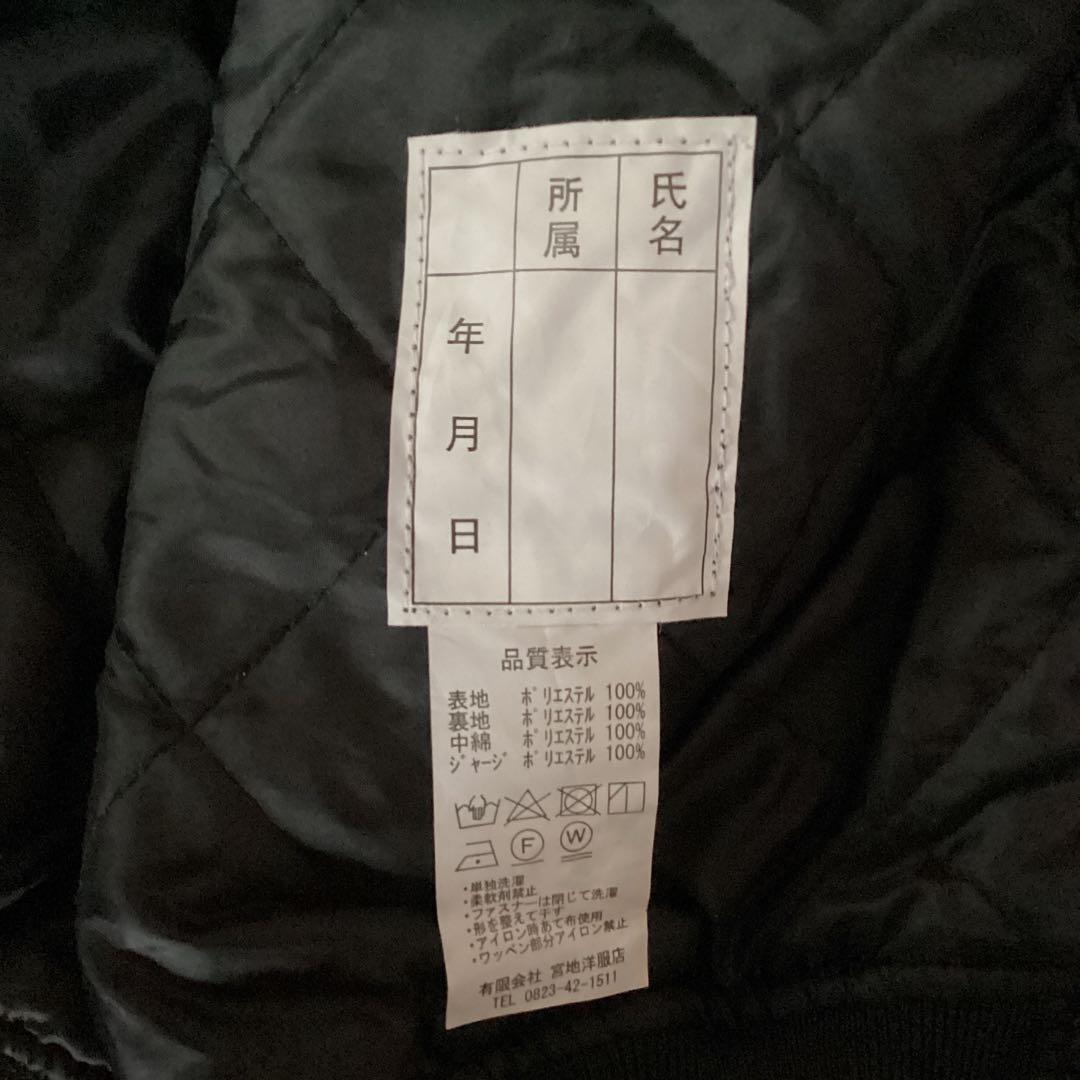 氏名
所属
年月日
品質表示
表地 ポリエステル 100%
裏地 ポリエステル 100%
中綿 ポリエステル 100%
ジャージ ポリエステル 100%
F W
・単独洗濯
・柔軟剤禁止
・ファスナーは閉じて洗濯
・形を整えて干す
・アイロン時あて布使用
・ワッペン部分アイロン禁止
有限会社 宮地洋服店
TEL 0823-42-1511